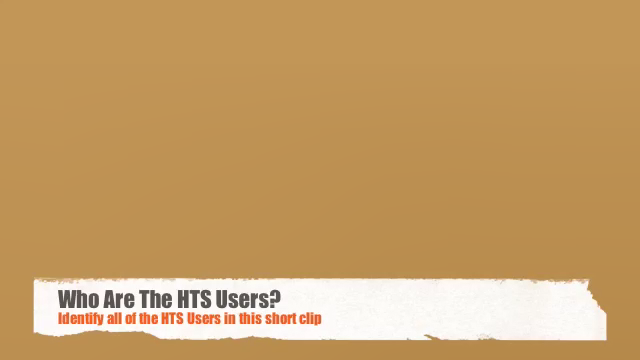 Who Are The HTS Users?
Identify all of the HTS Users in this short clip